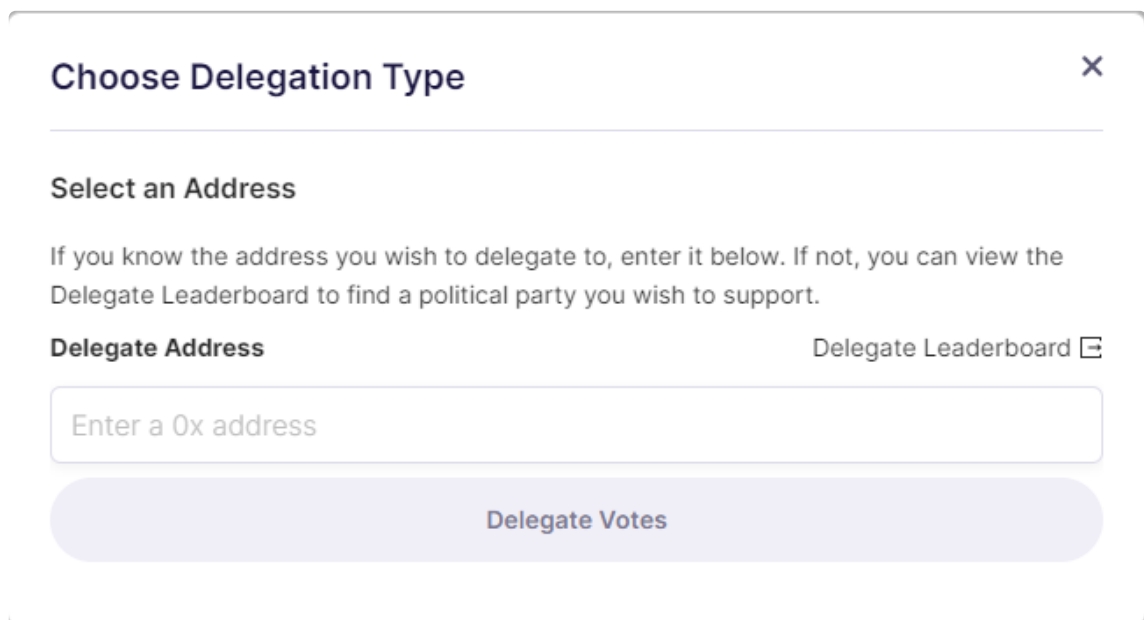 Choose Delegation Type
Select an Address
If you know the address you wish to delegate to, enter it below. If not, you can view the
Delegate Leaderboard to find a political party you wish to support.
Delegate Address
Delegate Leaderboard
Enter a 0x address
Delegate Votes